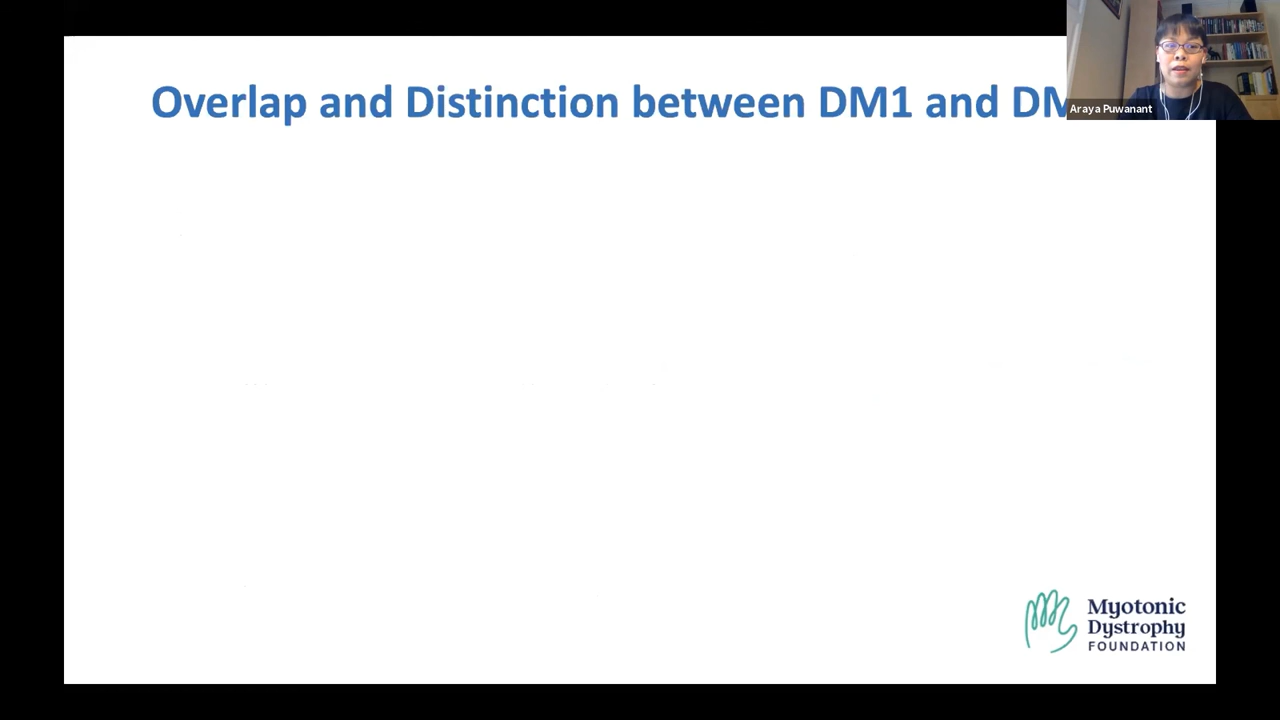 Overlap and Distinction between DM1 and DM
Araya Puwanant
Myotonic
Dystrophy
FOUNDATION